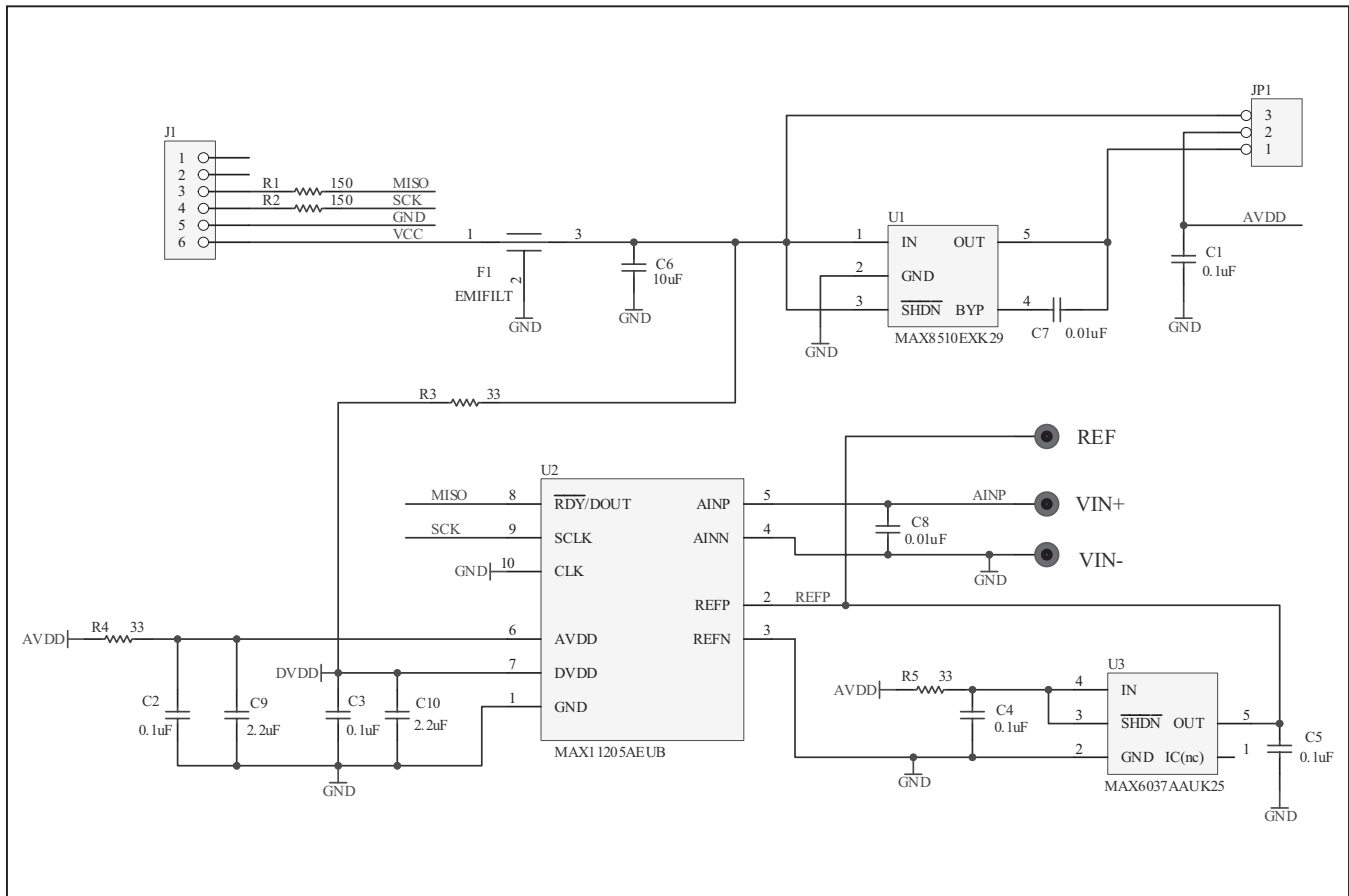 JP1
3
2
1
J1
1
2
3
4
5
6
R1 150 MISO
R2 150 SCK
GND
VCC
1
3
2
F1
EMIFILT
GND
C6
10uF
GND
U1
1 IN OUT 5
2 GND
3 SHDN BYP 4
MAX8510EXK29
GND
C7 0.01uF
AVDD
C1
0.1uF
GND
R3 33
REF
U2
MISO 8 RDY/DOUT AINP 5 AINP VIN+
SCK 9 SCLK AINN 4
C8
0.01uF
VIN-
GND
GND 10 CLK
REFP 2 REFP
REFN 3
AVDD R4 33 6 AVDD
DVDD 7 DVDD
1 GND
MAX11205AEUB
C2
0.1uF
C9
2.2uF
C3
0.1uF
C10
2.2uF
GND
U3
AVDD R5 33 4 IN
3 SHDN OUT 5
2 GND IC(nc) 1
MAX6037AAUK25
C4
0.1uF
GND
C5
0.1uF
GND